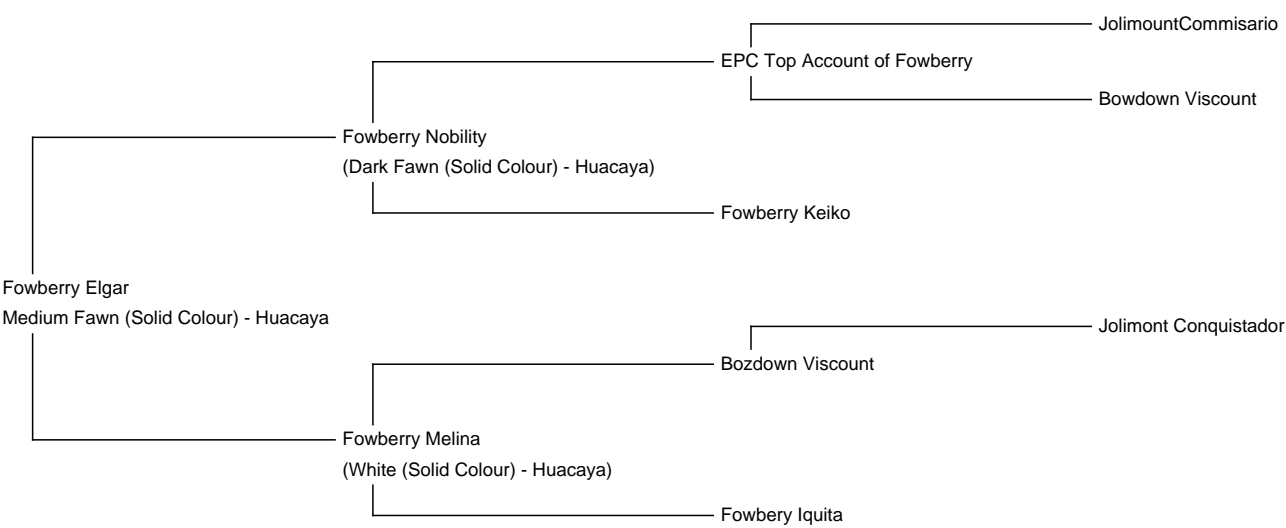 JolimountCommisario
EPC Top Account of Fowberry
Bowdown Viscount
Fowberry Nobility
(Dark Fawn (Solid Colour) - Huacaya)
Fowberry Keiko
Fowberry Elgar
Medium Fawn (Solid Colour) - Huacaya
Jolimont Conquistador
Bozdown Viscount
Fowberry Melina
(White (Solid Colour) - Huacaya)
Fowbery Iquita